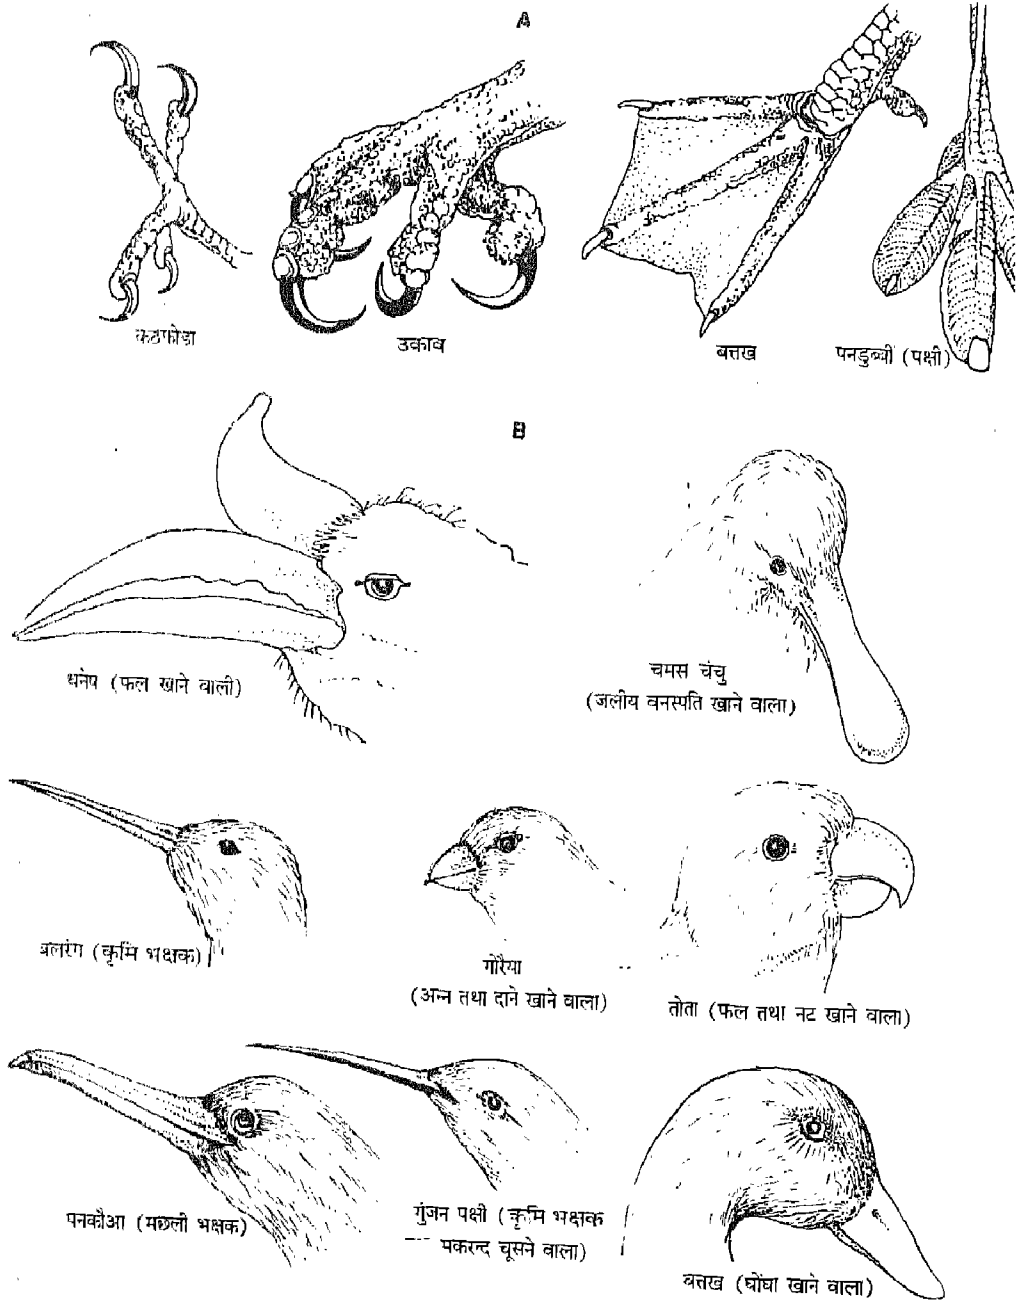 A
कठफोडा
उकाव
बत्तख
पनडुब्बी (पक्षी)
B
धनेष (फल खाने वाली)
चमस चंचु
(जलीय वनस्पति खाने वाला)
बलरंग (कृमि भक्षक)
गोरैया
(अन्न तथा दाने खाने वाला)
तोता (फल तथा नट खाने वाला)
पनकौआ (मछली भक्षक)
गुंजन पक्षी (कृमि भक्षक
मकरन्द चूसने वाला)
बत्तख (घोंघा खाने वाला)